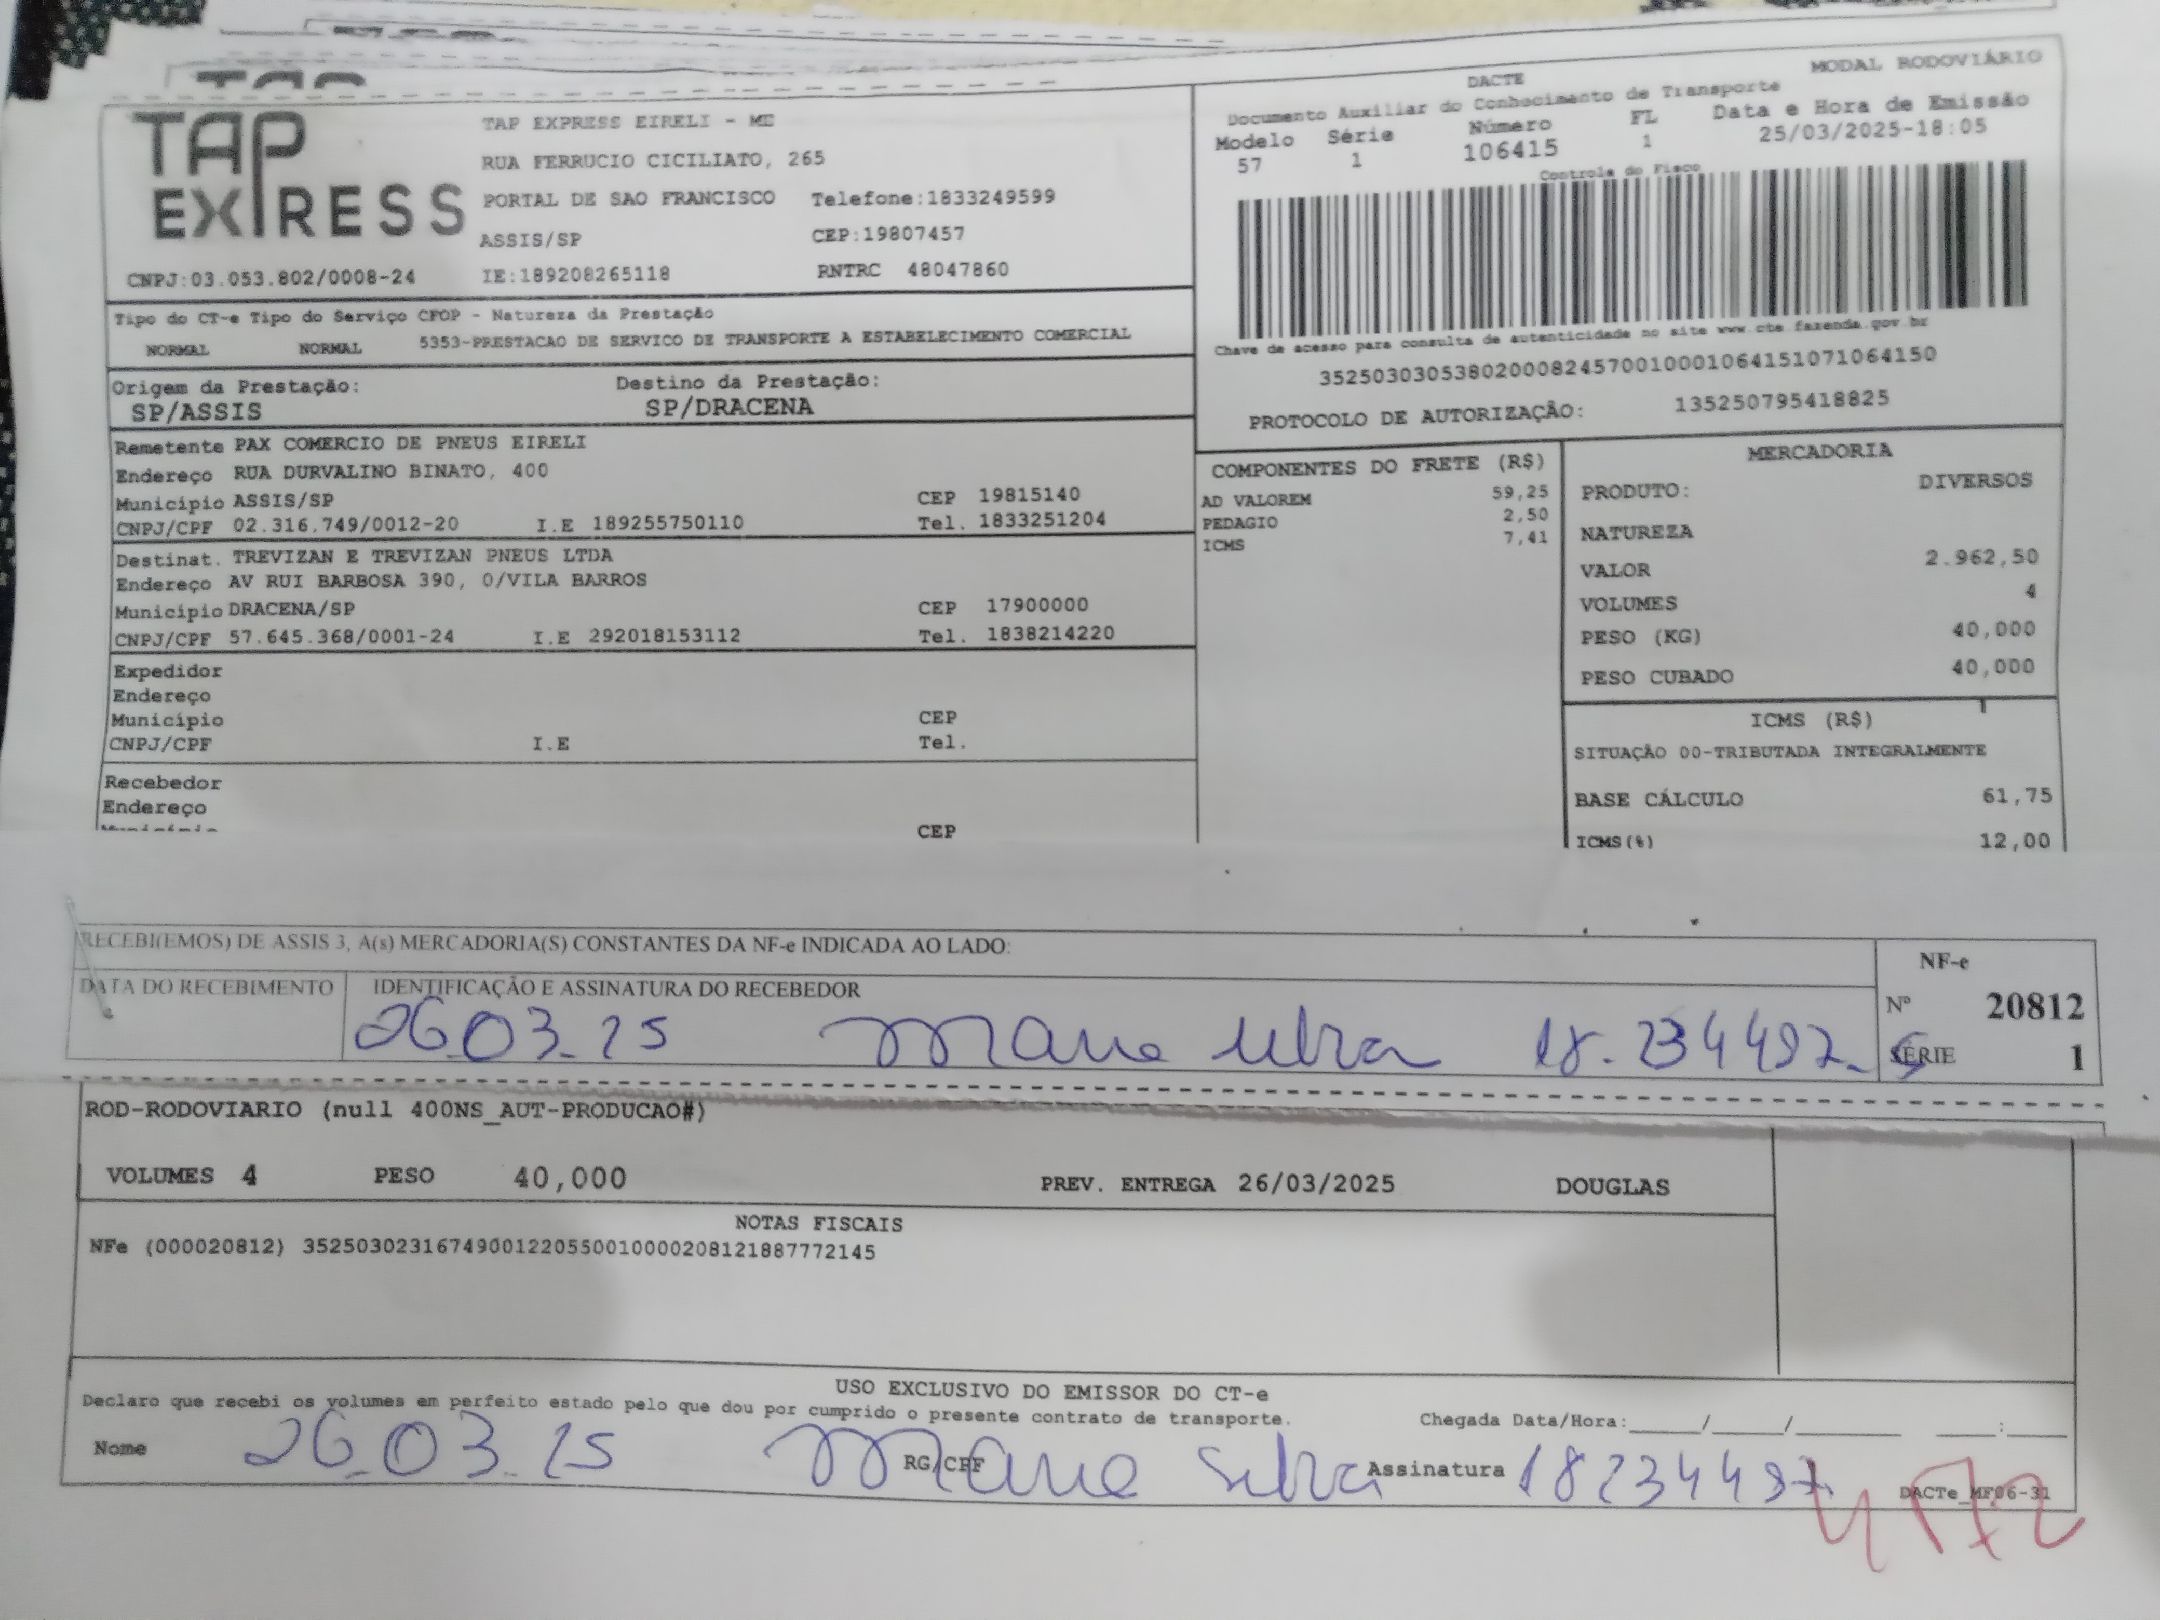 TAP EXPRESS
TAP EXPRESS EIRELI - ME
RUA FERRUCIO CICILIATO, 265
PORTAL DE SAO FRANCISCO Telefone:1833249599
ASSIS/SP CEP:19807457
CNPJ:03.053.802/0008-24 IE:189208265118 RNTRC 48047860
MODAL RODOVIÁRIO
DACTE
Documento Auxiliar do Conhecimento de Transporte
Modelo Série Número FL Data e Hora de Emissão
57 1 106415 1 25/03/2025-18:05
Controle do Fisco
Chave de acesso para consulta de autenticidade no site www.cte.fazenda.gov.br
35250303053802000824570010001064151071064150
PROTOCOLO DE AUTORIZAÇÃO: 135250795418825
Tipo do CT-e Tipo do Serviço CFOP - Natureza da Prestação
NORMAL NORMAL 5353-PRESTACAO DE SERVICO DE TRANSPORTE A ESTABELECIMENTO COMERCIAL
Origem da Prestação: Destino da Prestação:
SP/ASSIS SP/DRACENA
Remetente PAX COMERCIO DE PNEUS EIRELI
Endereço RUA DURVALINO BINATO, 400
Município ASSIS/SP CEP 19815140
CNPJ/CPF 02.316.749/0012-20 I.E 189255750110 Tel. 1833251204
Destinat. TREVIZAN E TREVIZAN PNEUS LTDA
Endereço AV RUI BARBOSA 390, 0/VILA BARROS
Município DRACENA/SP CEP 17900000
CNPJ/CPF 57.645.368/0001-24 I.E 292018153112 Tel. 1838214220
Expedidor
Endereço
Município CEP
CNPJ/CPF I.E Tel.
Recebedor
Endereço
Município CEP
COMPONENTES DO FRETE (R$)
AD VALOREM 59,25
PEDAGIO 2,50
ICMS 7,41
MERCADORIA
PRODUTO: DIVERSOS
NATUREZA
VALOR 2.962,50
VOLUMES 4
PESO (KG) 40,000
PESO CUBADO 40,000
ICMS (R$)
SITUAÇÃO 00-TRIBUTADA INTEGRALMENTE
BASE CÁLCULO 61,75
ICMS(%) 12,00
RECEBI(EMOS) DE ASSIS 3, A(s) MERCADORIA(S) CONSTANTES DA NF-e INDICADA AO LADO:
DATA DO RECEBIMENTO IDENTIFICAÇÃO E ASSINATURA DO RECEBEDOR
26.03.25 18.234497-
NF-e
Nº 20812
SÉRIE 1
ROD-RODOVIARIO (null 400NS_AUT-PRODUCAO#)
VOLUMES 4 PESO 40,000 PREV. ENTREGA 26/03/2025 DOUGLAS
NOTAS FISCAIS
NFe (000020812) 35250302316749001220550010000208121887772145
USO EXCLUSIVO DO EMISSOR DO CT-e
Declaro que recebi os volumes em perfeito estado pelo que dou por cumprido o presente contrato de transporte.
Chegada Data/Hora:_____/_____/________ ____:____
Nome 26.03.25 RG/CPF Silva Assinatura 18234497
DACTe_MF06-31